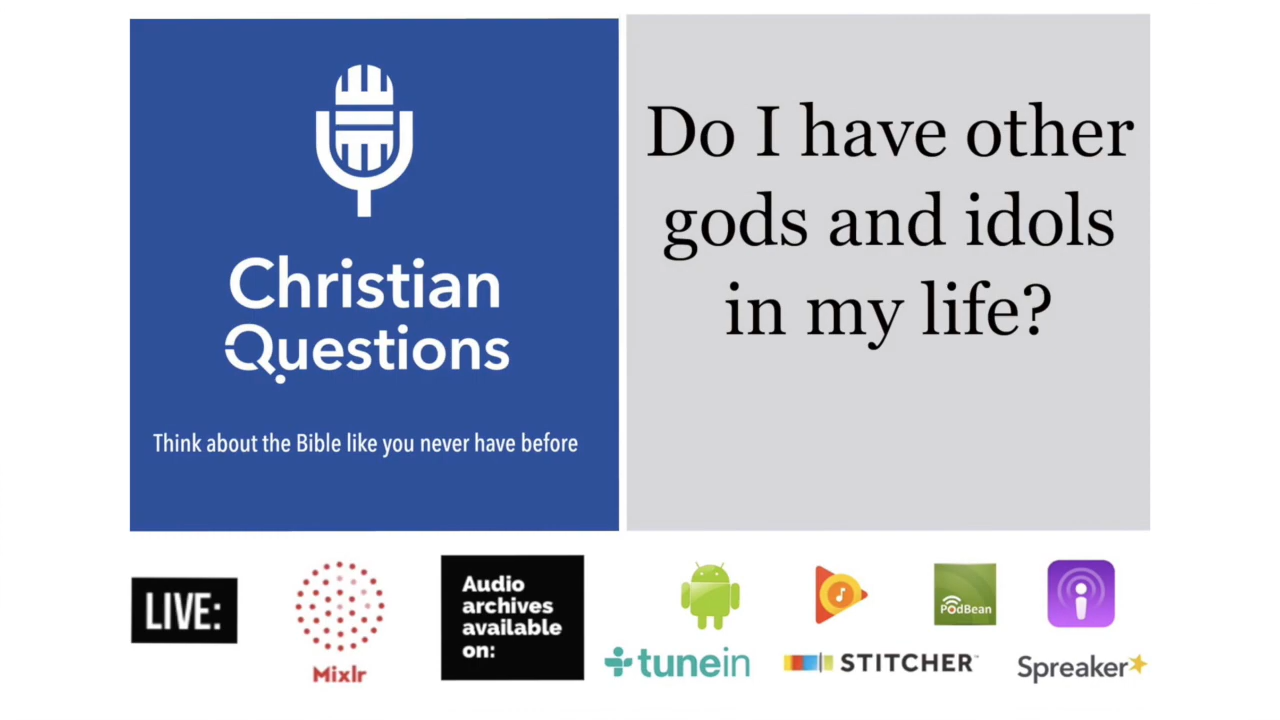 Christian
Questions
Think about the Bible like you never have before
Do I have other
gods and idols
in my life?
LIVE:
Mixlr
Audio
archives
available
on:
PodBean
tunein
STITCHER™
Spreaker